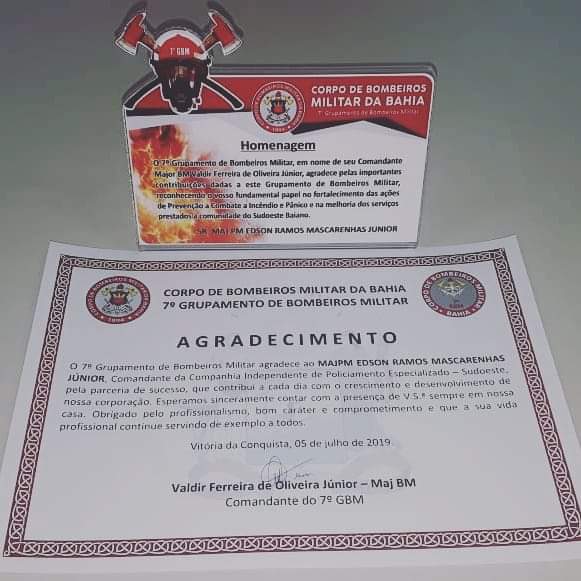 7º GBM
CORPO DE BOMBEIROS
MILITAR DA BAHIA
7º Grupamento de Bombeiros Militar
Homenagem
O 7º Grupamento de Bombeiros Militar, em nome de seu Comandante
Major BM Valdir Ferreira de Oliveira Júnior, agradece pelas importantes
contribuições dadas a este Grupamento de Bombeiros Militar,
reconhecendo o vosso fundamental papel no fortalecimento das ações
de Prevenção a Combate a Incêndio e Pânico e na melhoria dos serviços
prestados a comunidade do Sudoeste Baiano.
SR. MAJ PM EDSON RAMOS MASCARENHAS JUNIOR
CORPO DE BOMBEIROS MILITAR DA BAHIA
7º GRUPAMENTO DE BOMBEIROS MILITAR
AGRADECIMENTO
O 7º Grupamento de Bombeiros Militar agradece ao MAJPM EDSON RAMOS MASCARENHAS
JÚNIOR, Comandante da Companhia Independente de Policiamento Especializado – Sudoeste,
pela parceria de sucesso, que contribui a cada dia com o crescimento e desenvolvimento de
nossa corporação. Esperamos sinceramente contar com a presença de V.S.ª sempre em nossa
casa. Obrigado pelo profissionalismo, bom caráter e comprometimento e que a sua vida
profissional continue servindo de exemplo a todos.
Vitória da Conquista, 05 de julho de 2019.
Valdir Ferreira de Oliveira Júnior – Maj BM
Comandante do 7º GBM